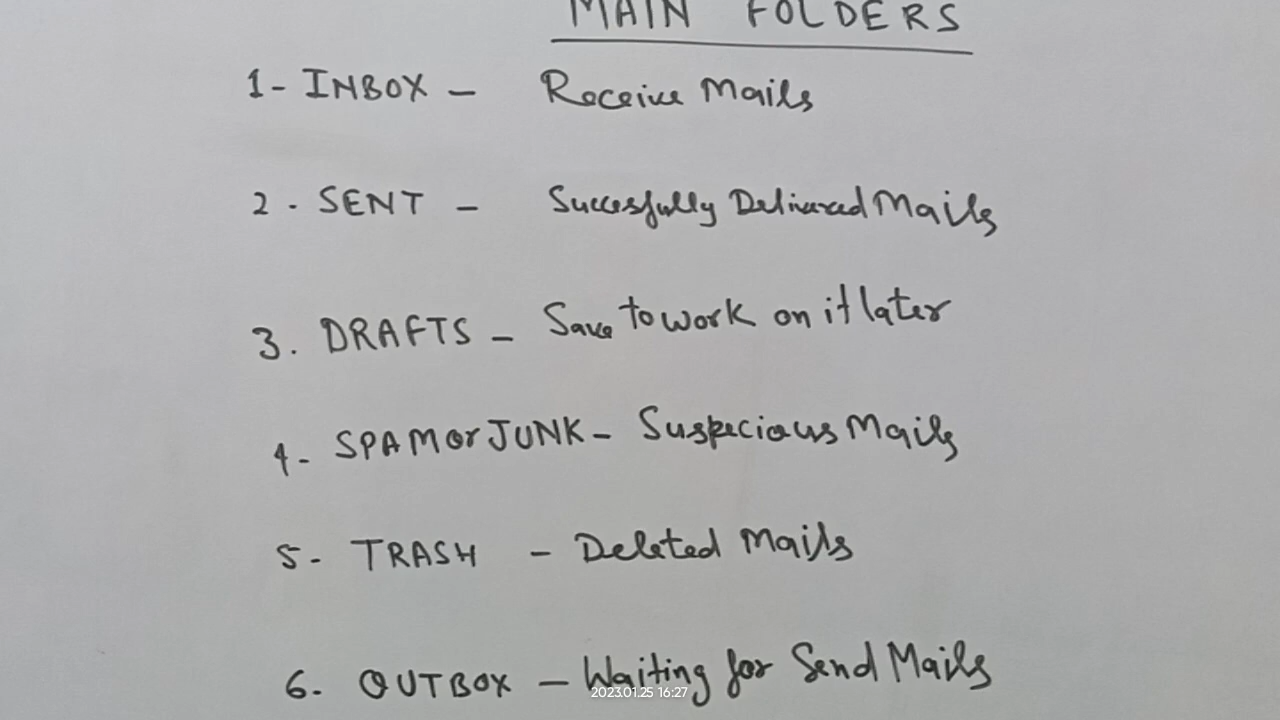 MAIN FOLDERS
1- INBOX - Receive Mails
2. SENT - Succesfully Delivered Mails
3. DRAFTS - Save to work on it later
4- SPAM or JUNK - Suspecious Mails
5- TRASH - Deleted Mails
6. OUTBOX - Waiting for Send Mails
2023.01.25 16:27